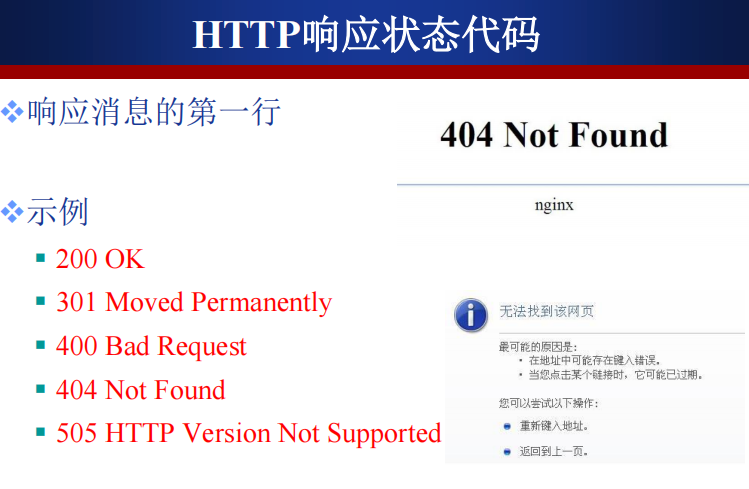 HTTP响应状态代码
响应消息的第一行
示例
200 OK
301 Moved Permanently
400 Bad Request
404 Not Found
505 HTTP Version Not Supported
404 Not Found
nginx
无法找到该网页
最可能的原因是:
在地址中可能存在键入错误。
当您点击某个链接时，它可能已过期。
您可以尝试以下操作:
重新键入地址。
返回到上一页。